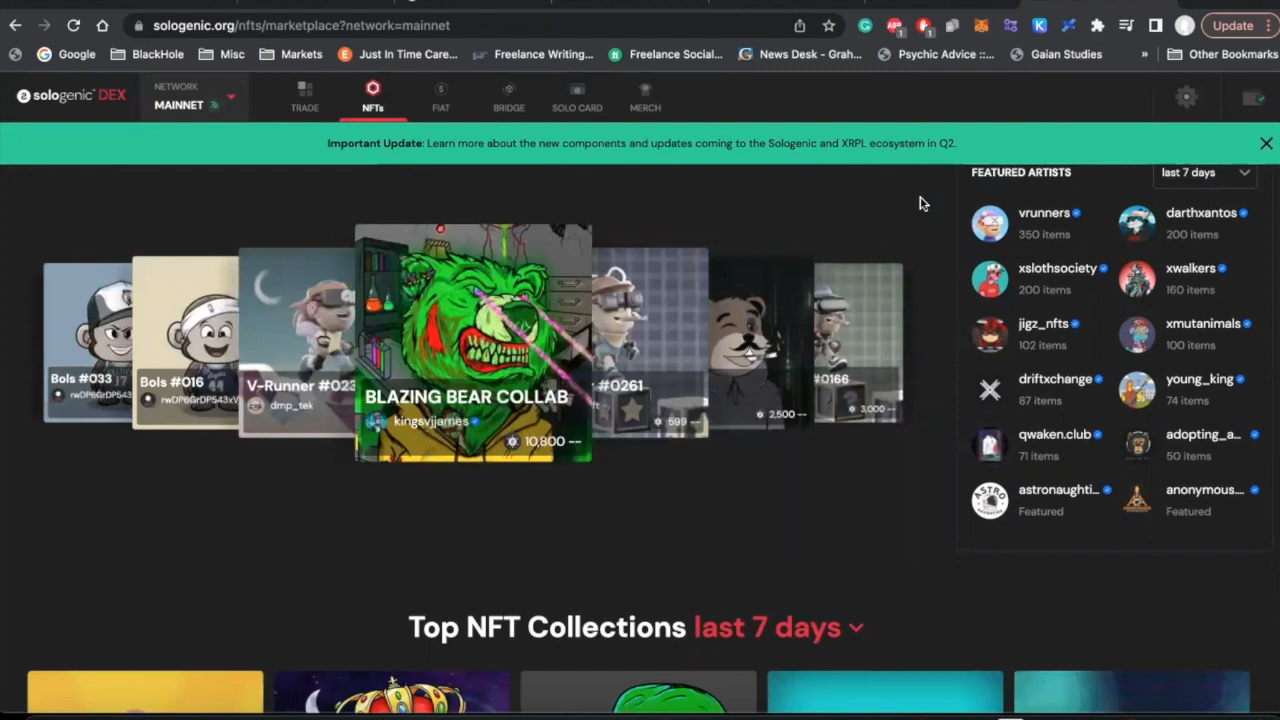 sologenic.org/nfts/marketplace?network=mainnet
Update
Google
BlackHole
Misc
Markets
Just In Time Care...
Freelance Writing...
Freelance Social...
News Desk - Grah...
Psychic Advice ::...
Gaian Studies
»
Other Bookmarks
sologenic DEX
NETWORK
MAINNET
TRADE
NFTs
FIAT
BRIDGE
SOLO CARD
MERCH
Important Update: Learn more about the new components and updates coming to the Sologenic and XRPL ecosystem in Q2.
FEATURED ARTISTS
last 7 days
vrunners
350 items
darthxantos
200 items
xslothsociety
200 items
xwalkers
160 items
jigz_nfts
102 items
xmutanimals
100 items
driftxchange
87 items
young_king
74 items
qwaken.club
71 items
adopting_a...
50 items
astronaughti...
Featured
anonymous....
Featured
Bols #033
rwDP6GrDP543
Bols #016
rwDP6GrDP543xV
V-Runner #023
dmp_tek
BLAZING BEAR COLLAB
kingsvjjames
10,800 --
#0261
599 --
2,500 --
#0166
3,000 --
Top NFT Collections last 7 days